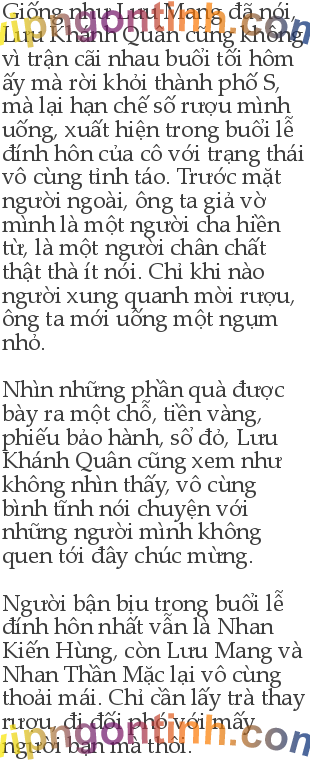 Giống như Lưu Mang đã nói,
Lưu Khánh Quân cũng không
vì trận cãi nhau buổi tối hôm
ấy mà rời khỏi thành phố S,
mà lại hạn chế số rượu mình
uống, xuất hiện trong buổi lễ
đính hôn của cô với trạng thái
vô cùng tỉnh táo. Trước mặt
người ngoài, ông ta giả vờ
mình là một người cha hiền
từ, là một người chân chất
thật thà ít nói. Chỉ khi nào
người xung quanh mời rượu,
ông ta mới uống một ngụm
nhỏ.
Nhìn những phần quà được
bày ra một chỗ, tiền vàng,
phiếu bảo hành, sổ đỏ, Lưu
Khánh Quân cũng xem như
không nhìn thấy, vô cùng
bình tĩnh nói chuyện với
những người mình không
quen tới đây chúc mừng.
Người bận bịu trong buổi lễ
đính hôn nhất vẫn là Nhan
Kiến Hùng, còn Lưu Mang và
Nhan Thần Mặc lại vô cùng
thoải mái. Chỉ cần lấy trà thay
rượu, đi đối phó với mấy
người bạn mà thôi.
vipngontinh.com
vipngontinh.com